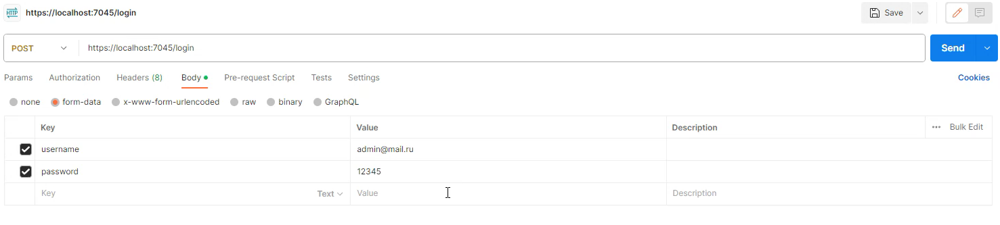 HTTP https://localhost:7045/login Save
POST https://localhost:7045/login Send
Params Authorization Headers (8) Body Pre-request Script Tests Settings Cookies
none form-data x-www-form-urlencoded raw binary GraphQL
Key Value Description ••• Bulk Edit
username admin@mail.ru
password 12345
Key Text Value Description